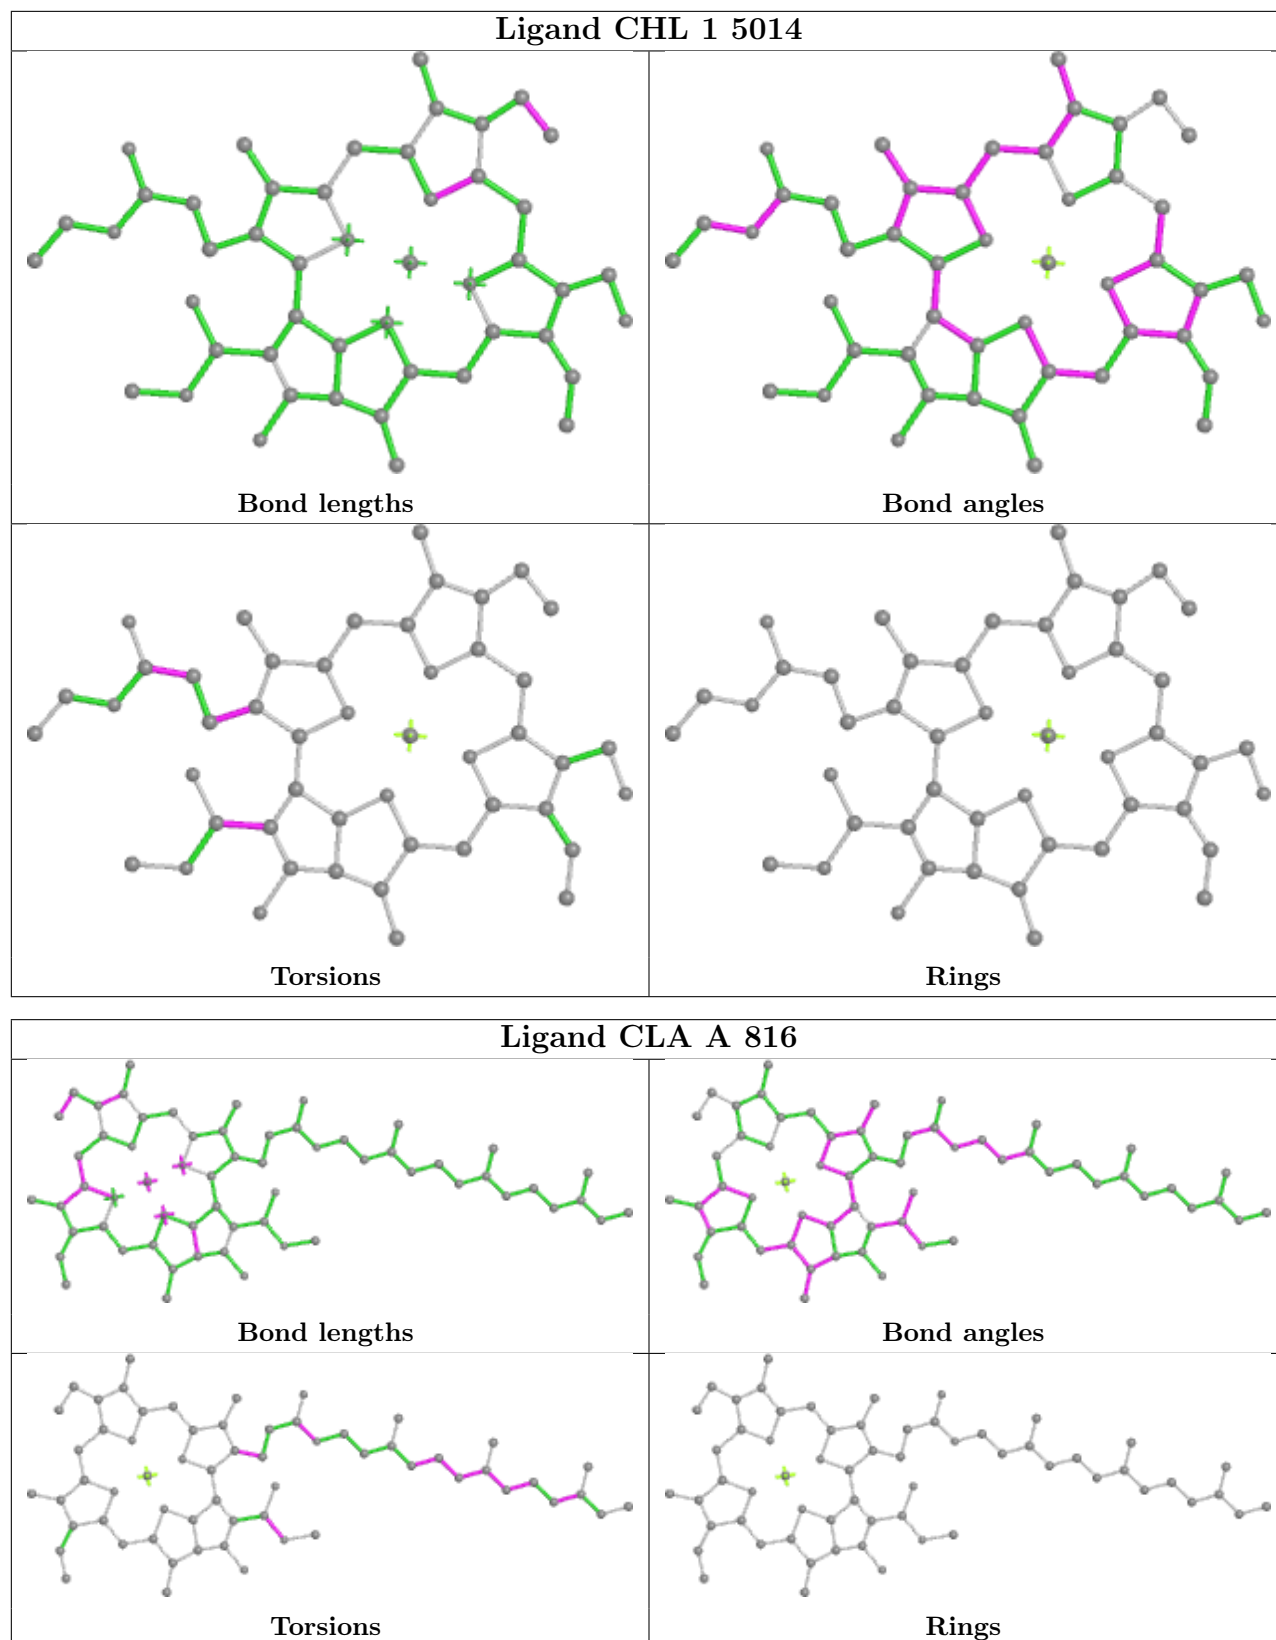 Ligand CHL 1 5014
Bond lengths
Bond angles
Torsions
Rings
Ligand CLA A 816
Bond lengths
Bond angles
Torsions
Rings